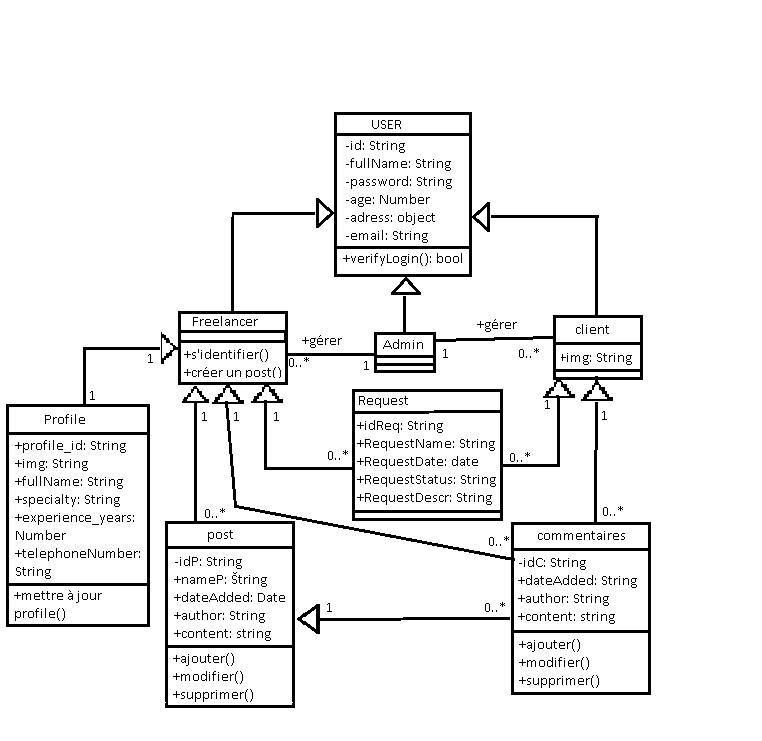 USER
-id: String
-fullName: String
-password: String
-age: Number
-adress: object
-email: String
+verifyLogin(): bool
Freelancer
+s'identifier()
+créer un post()
+gérer
0..*
1
Admin
1
+gérer
0..*
client
+img: String
1
1
Profile
+profile_id: String
+img: String
+fullName: String
+specialty: String
+experience_years:
Number
+telephoneNumber:
String
+mettre à jour
profile()
1
1
1
Request
+idReq: String
+RequestName: String
+RequestDate: date
+RequestStatus: String
+RequestDescr: String
0..*
0..*
1
1
0..*
0..*
0..*
post
-idP: String
+nameP: String
+dateAdded: Date
+author: String
+content: string
+ajouter()
+modifier()
+supprimer()
1
0..*
commentaires
-idC: String
+dateAdded: String
+author: String
+content: string
+ajouter()
+modifier()
+supprimer()